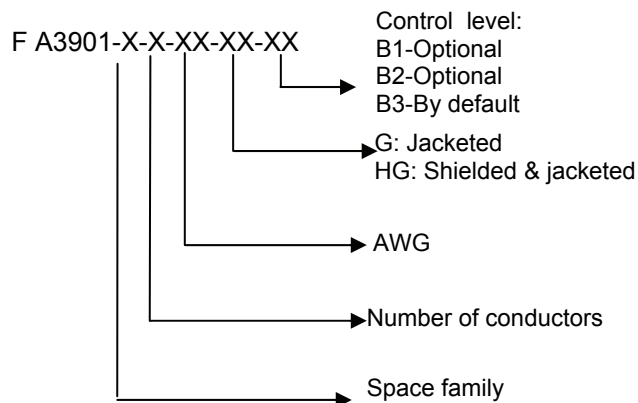 Control level:
F A3901-X-X-XX-XX-XX
B1-Optional
B2-Optional
B3-By default
G: Jacketed
HG: Shielded & jacketed
AWG
Number of conductors
Space family